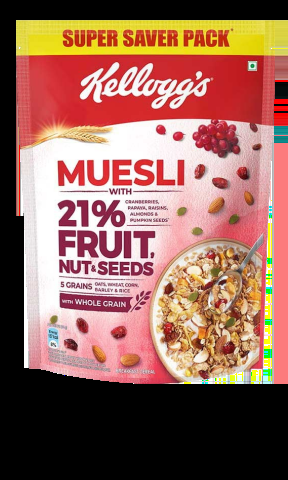 SUPER SAVER PACK*
Kellogg's
MUESLI
WITH
21%
CRANBERRIES,
PAPAYA, RAISINS,
ALMONDS &
PUMPKIN SEEDS
FRUIT,
NUT & SEEDS
5 GRAINS OATS, WHEAT, CORN,
BARLEY & RICE
WITH WHOLE GRAIN